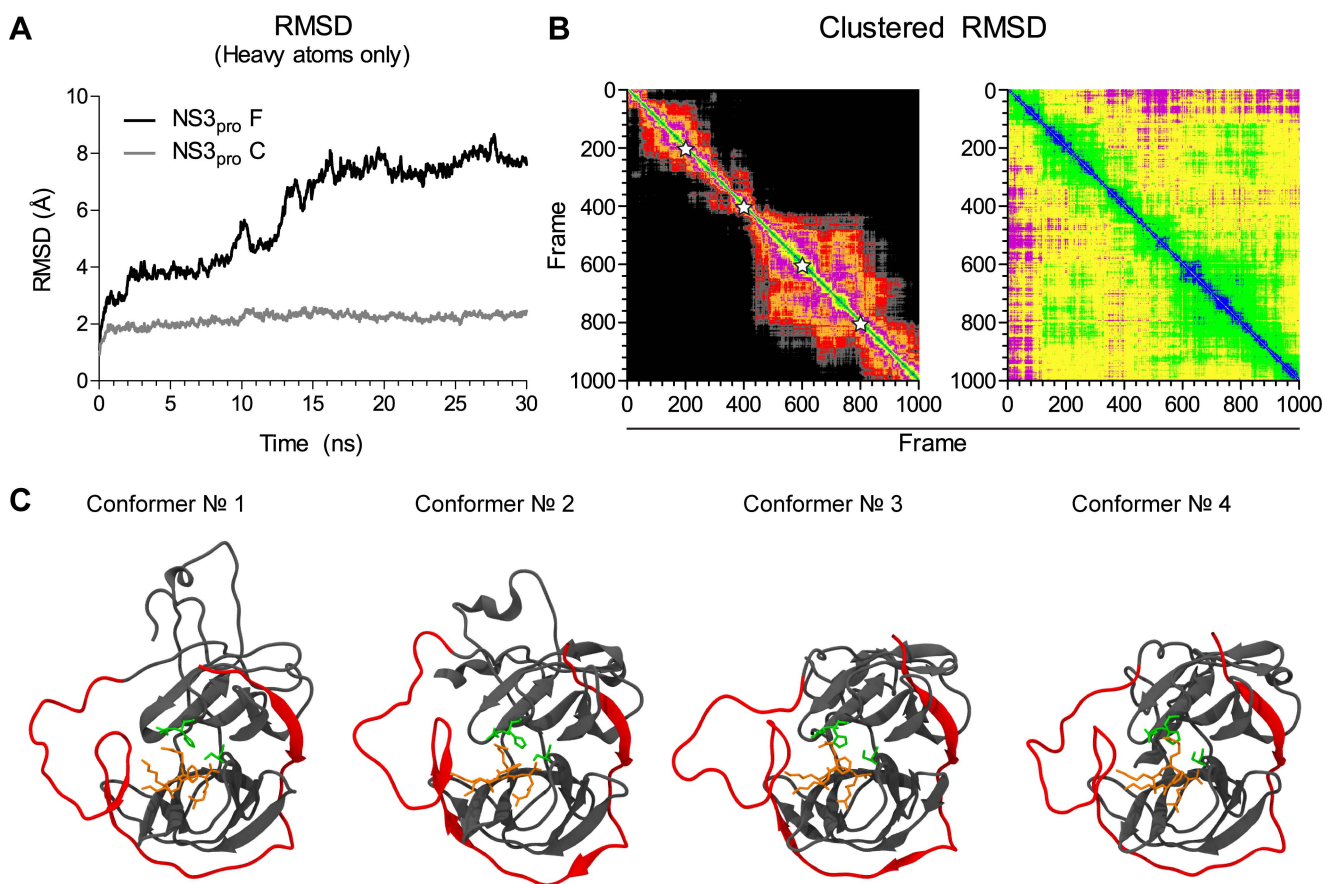 A
RMSD
(Heavy atoms only)
RMSD (Å)
10
8
6
4
2
0
NS3pro F
NS3pro C
0 5 10 15 20 25 30
Time (ns)
B
Clustered RMSD
Frame
0
200
400
600
800
1000
0 200 400 600 800 1000
0
200
400
600
800
1000
0 200 400 600 800 1000
Frame
C
Conformer № 1
Conformer № 2
Conformer № 3
Conformer № 4